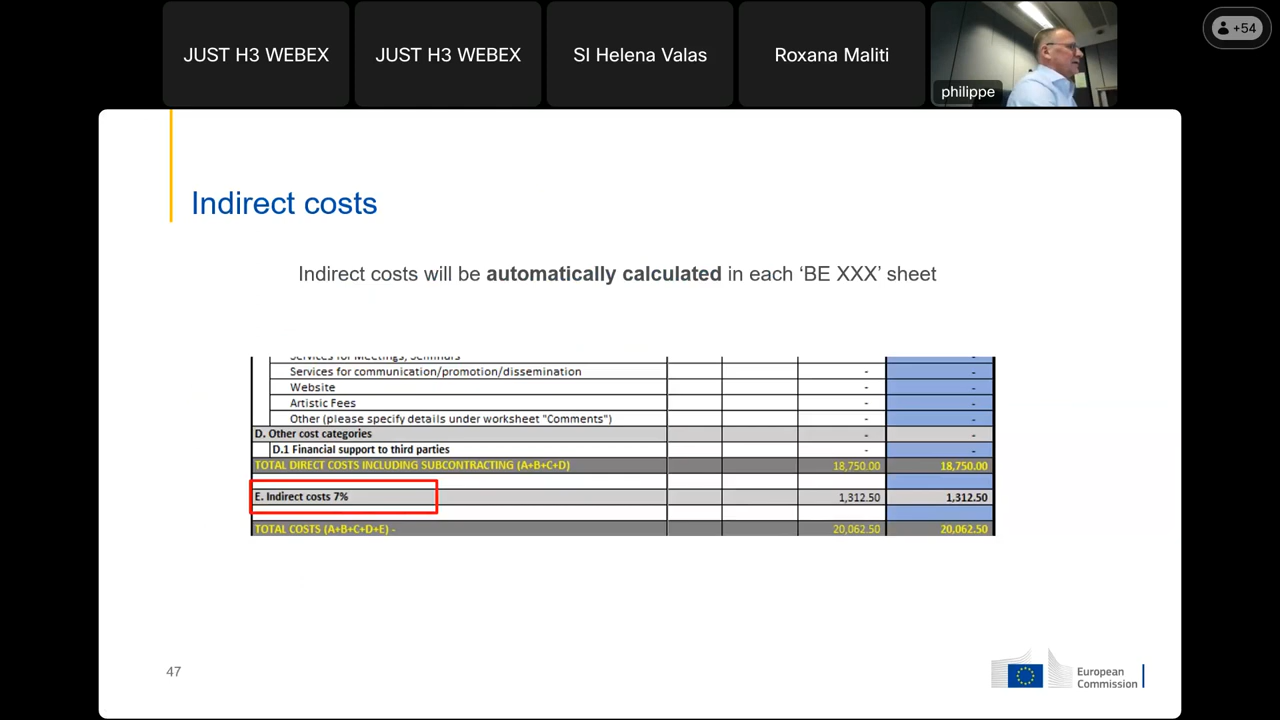 JUST H3 WEBEX
JUST H3 WEBEX
SI Helena Valas
Roxana Maliti
philippe
+54
Indirect costs
Indirect costs will be automatically calculated in each ‘BE XXX’ sheet
Services for Meetings, Seminars -
Services for communication/promotion/dissemination - -
Website - -
Artistic Fees - -
Other (please specify details under worksheet "Comments") - -
D. Other cost categories - -
D.1 Financial support to third parties - -
TOTAL DIRECT COSTS INCLUDING SUBCONTRACTING (A+B+C+D) 18,750.00 18,750.00
E. Indirect costs 7% 1,312.50 1,312.50
TOTAL COSTS (A+B+C+D+E) - 20,062.50 20,062.50
47
European
Commission